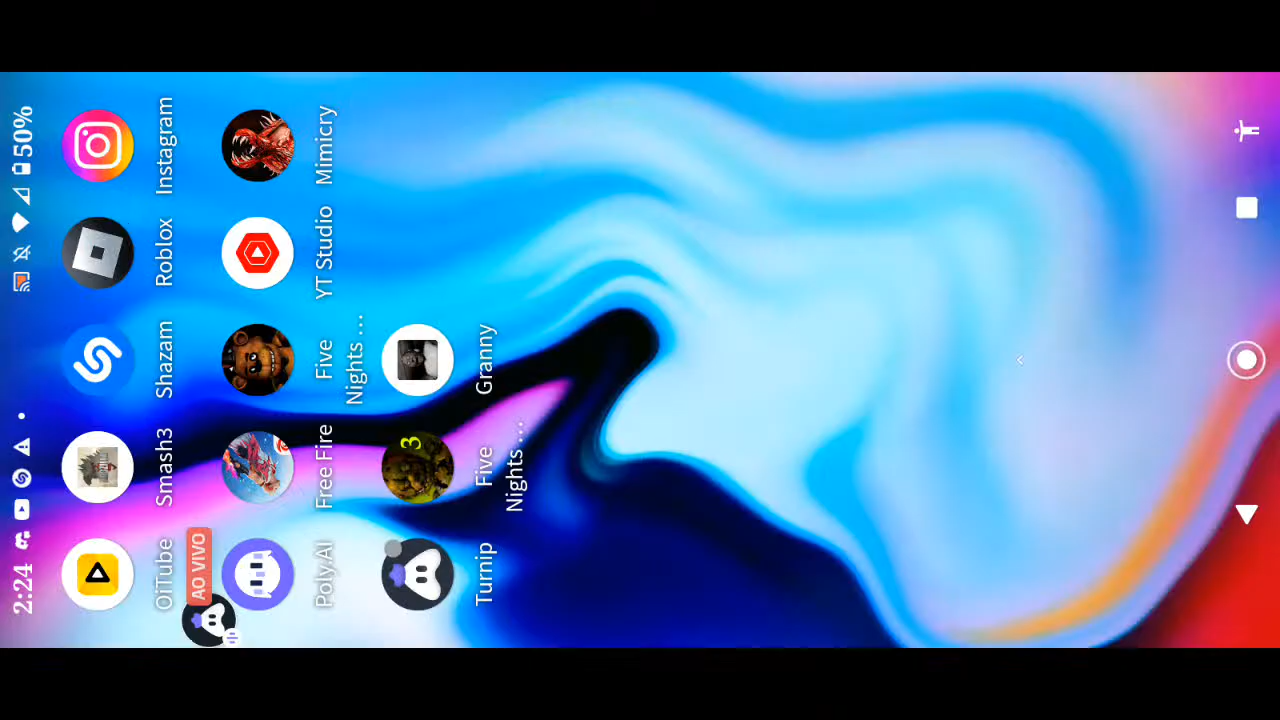 2:24
50%
OiTube
Smash3
Shazam
Roblox
Instagram
AO VIVO
Poly.AI
Free Fire
Five
Nights ...
YT Studio
Mimicry
Turnip
3
Five
Nights ...
Granny